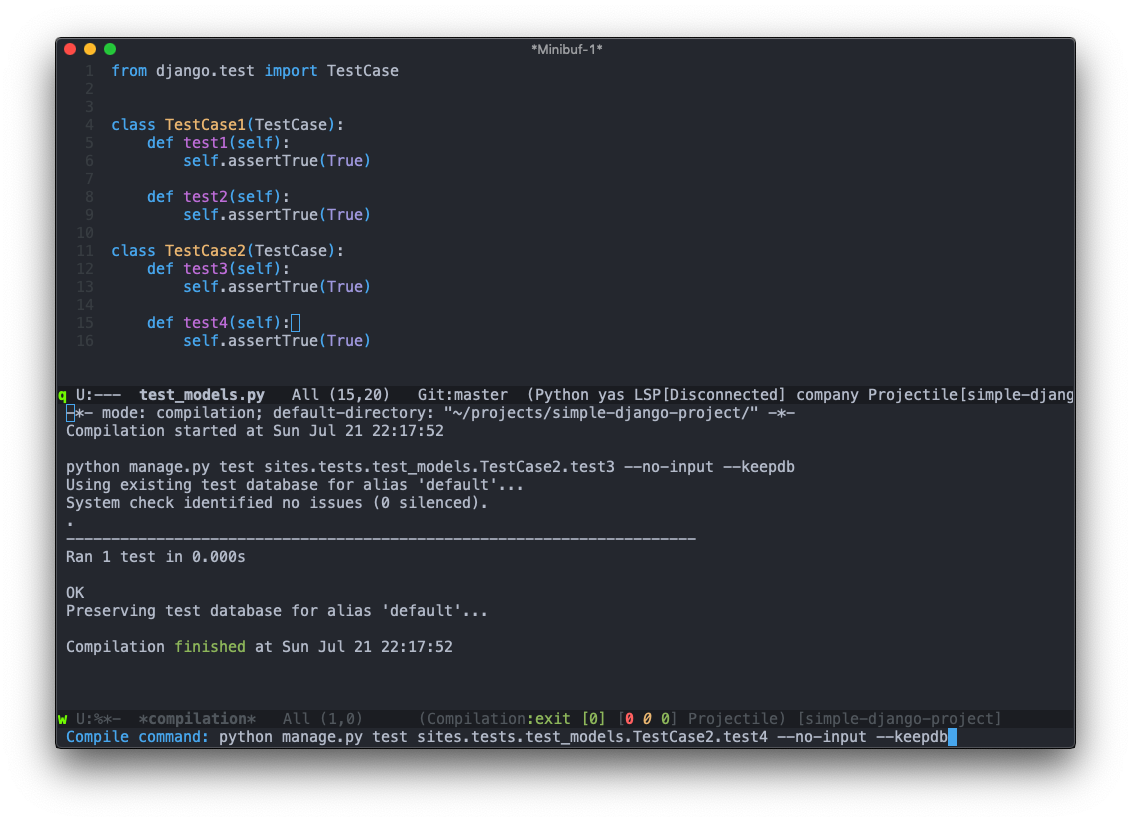 *Minibuf-1*
1 from django.test import TestCase
2
3
4 class TestCase1(TestCase):
5     def test1(self):
6         self.assertTrue(True)
7
8     def test2(self):
9         self.assertTrue(True)
10
11 class TestCase2(TestCase):
12     def test3(self):
13         self.assertTrue(True)
14
15     def test4(self):
16         self.assertTrue(True)
q U:--- test_models.py All (15,20) Git:master (Python yas LSP[Disconnected] company Projectile[simple-djang
-*- mode: compilation; default-directory: "~/projects/simple-django-project/" -*-
Compilation started at Sun Jul 21 22:17:52
python manage.py test sites.tests.test_models.TestCase2.test3 --no-input --keepdb
Using existing test database for alias 'default'...
System check identified no issues (0 silenced).
.
----------------------------------------------------------------------
Ran 1 test in 0.000s
OK
Preserving test database for alias 'default'...
Compilation finished at Sun Jul 21 22:17:52
w U:%*- *compilation* All (1,0) (Compilation:exit [0] [0 0 0] Projectile) [simple-django-project]
Compile command: python manage.py test sites.tests.test_models.TestCase2.test4 --no-input --keepdb